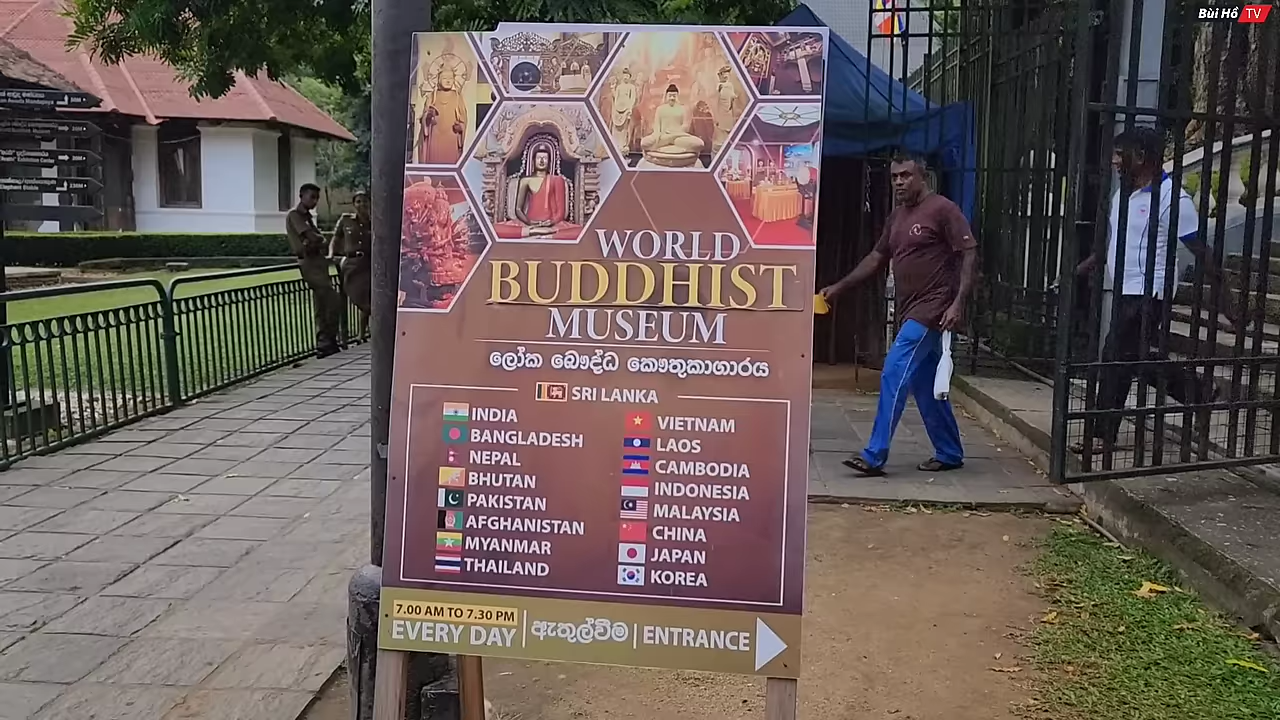 Bùi Hồ TV
WORLD
BUDDHIST
MUSEUM
ලෝක බෞද්ධ කෞතුකාගාරය
SRI LANKA
INDIA
BANGLADESH
NEPAL
BHUTAN
PAKISTAN
AFGHANISTAN
MYANMAR
THAILAND
VIETNAM
LAOS
CAMBODIA
INDONESIA
MALAYSIA
CHINA
JAPAN
KOREA
7.00 AM TO 7.30 PM
EVERY DAY
ඇතුල්වීම
ENTRANCE